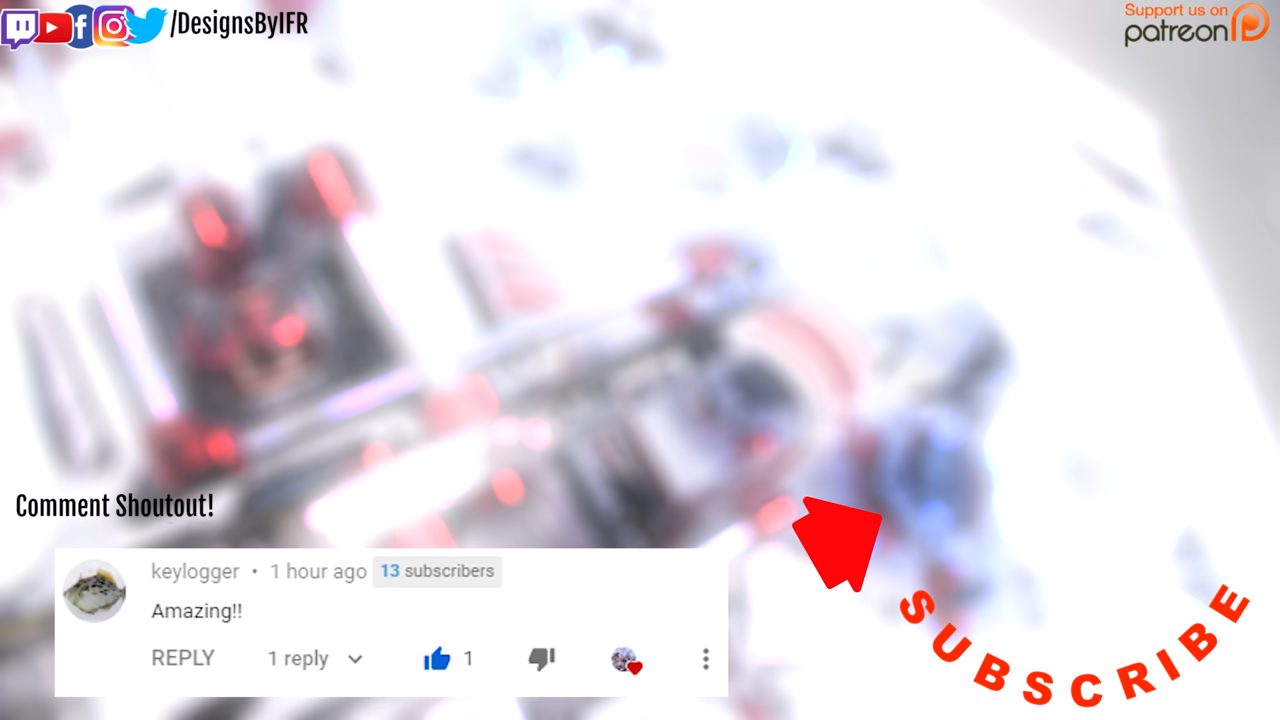 /DesignsByIFR
Support us on
patreon
Comment Shoutout!
keylogger • 1 hour ago 13 subscribers
Amazing!!
REPLY 1 reply 1
SUBSCRIBE